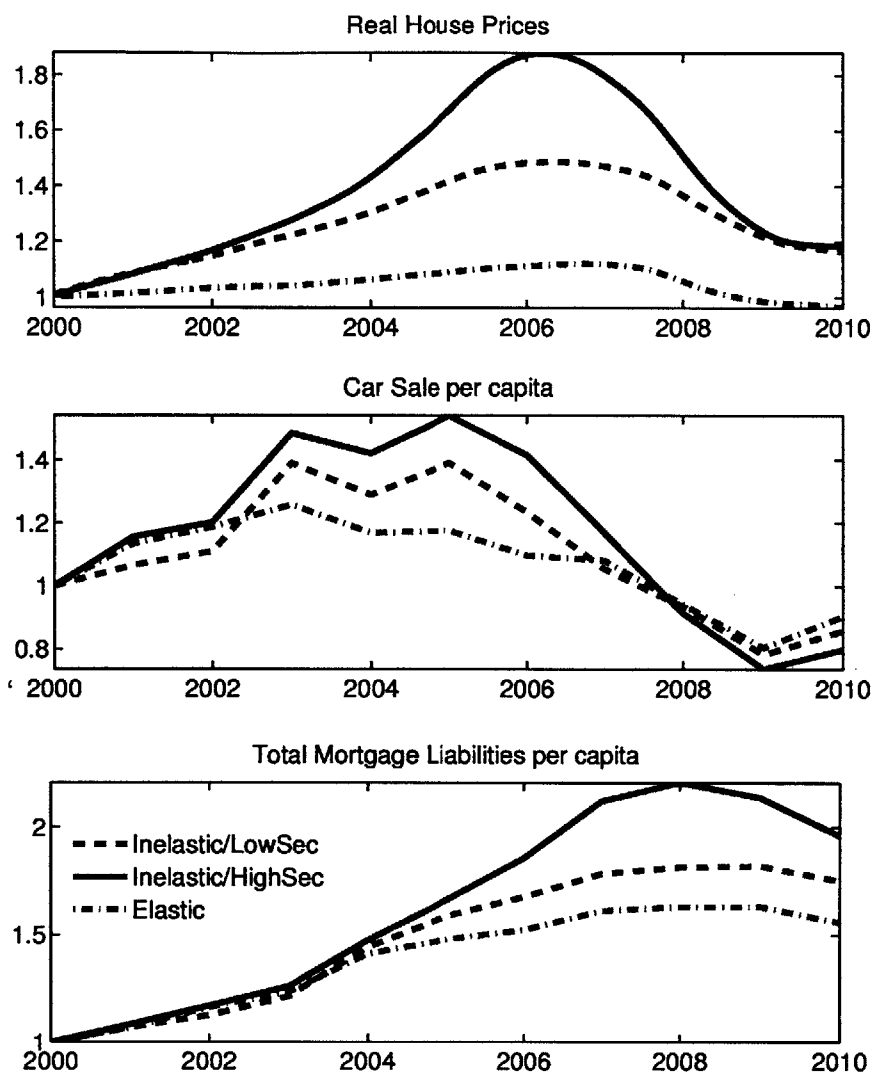 Real House Prices
1.8
1.6
1.4
1.2
1
2000 2002 2004 2006 2008 2010
Car Sale per capita
1.4
1.2
1
0.8
2000 2002 2004 2006 2008 2010
Total Mortgage Liabilities per capita
2
Inelastic/LowSec
Inelastic/HighSec
Elastic
1.5
1
2000 2002 2004 2006 2008 2010